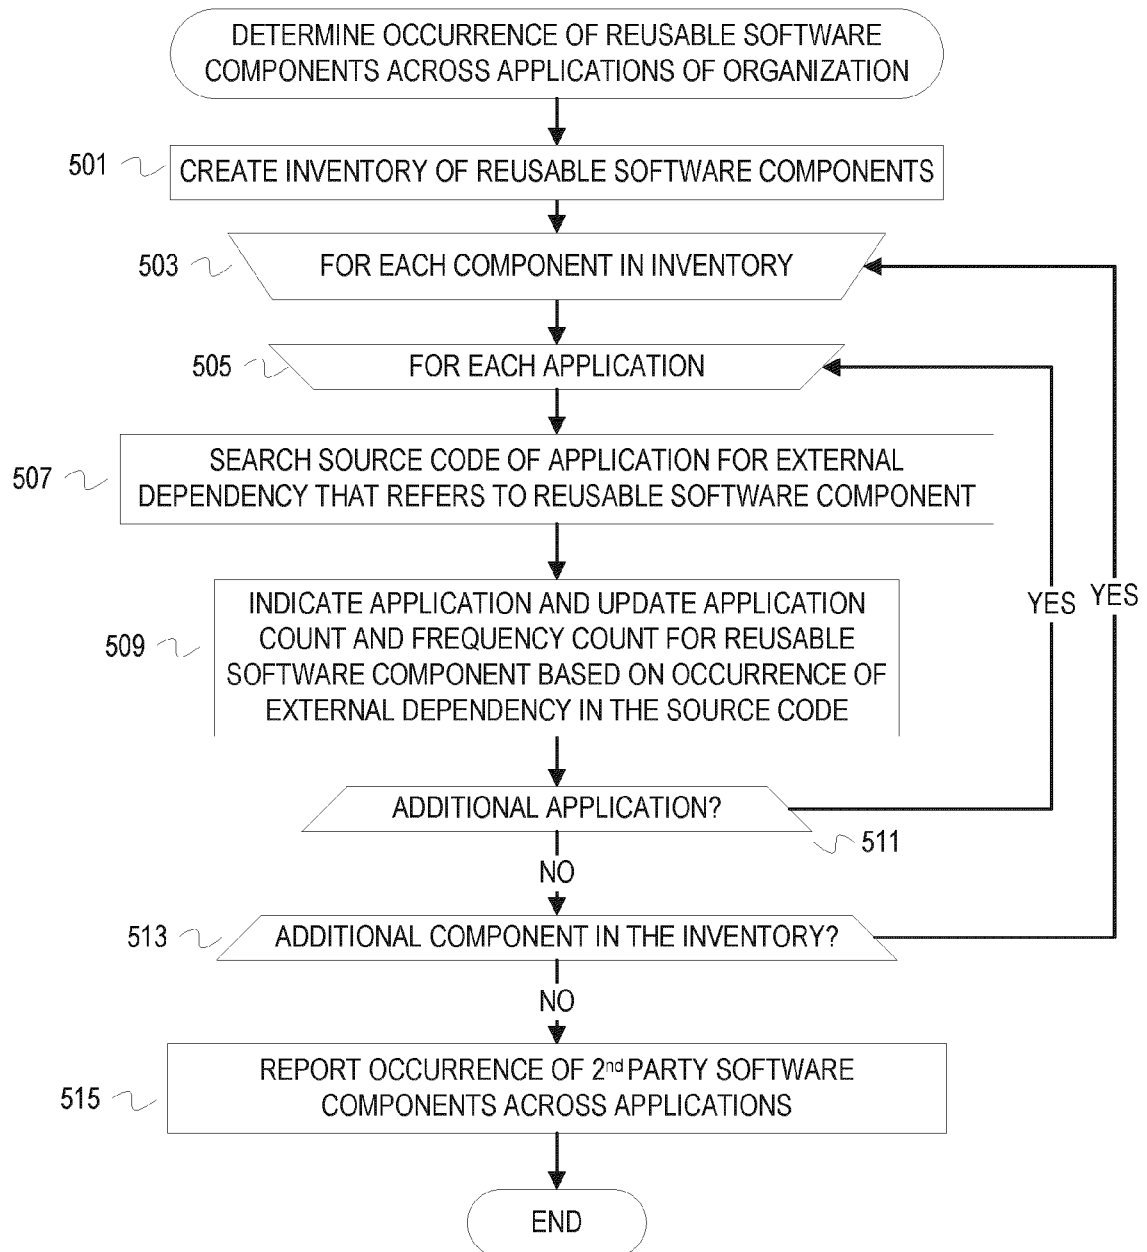 DETERMINE OCCURRENCE OF REUSABLE SOFTWARE
COMPONENTS ACROSS APPLICATIONS OF ORGANIZATION
501
CREATE INVENTORY OF REUSABLE SOFTWARE COMPONENTS
503
FOR EACH COMPONENT IN INVENTORY
505
FOR EACH APPLICATION
507
SEARCH SOURCE CODE OF APPLICATION FOR EXTERNAL
DEPENDENCY THAT REFERS TO REUSABLE SOFTWARE COMPONENT
509
INDICATE APPLICATION AND UPDATE APPLICATION
COUNT AND FREQUENCY COUNT FOR REUSABLE
SOFTWARE COMPONENT BASED ON OCCURRENCE OF
EXTERNAL DEPENDENCY IN THE SOURCE CODE
YES
YES
ADDITIONAL APPLICATION?
511
NO
513
ADDITIONAL COMPONENT IN THE INVENTORY?
NO
515
REPORT OCCURRENCE OF 2nd PARTY SOFTWARE
COMPONENTS ACROSS APPLICATIONS
END